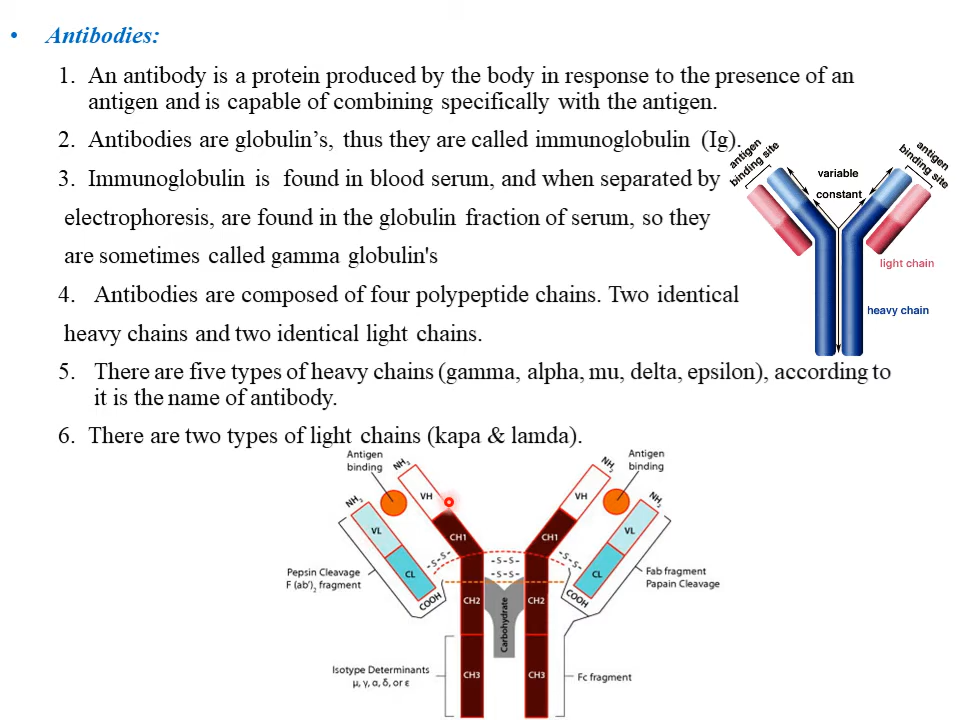 • Antibodies:
1. An antibody is a protein produced by the body in response to the presence of an
antigen and is capable of combining specifically with the antigen.
2. Antibodies are globulin’s, thus they are called immunoglobulin (Ig).
3. Immunoglobulin is found in blood serum, and when separated by
electrophoresis, are found in the globulin fraction of serum, so they
are sometimes called gamma globulin's
4. Antibodies are composed of four polypeptide chains. Two identical
heavy chains and two identical light chains.
5. There are five types of heavy chains (gamma, alpha, mu, delta, epsilon), according to
it is the name of antibody.
6. There are two types of light chains (kapa & lamda).
antigen
binding site
variable
constant
antigen
binding site
light chain
heavy chain
Antigen
binding
NH2
NH2
VH
CH1
VL
CL
-S-S-
COOH
Pepsin Cleavage
F (ab')2 fragment
-S-S-
-S-S-
CH2
Carbohydrate
CH3
Isotype Determinants
μ, γ, α, δ, or ε
NH2
Antigen
binding
NH2
VH
CH1
VL
CL
-S-S-
COOH
Fab fragment
Papain Cleavage
CH2
CH3
Fc fragment